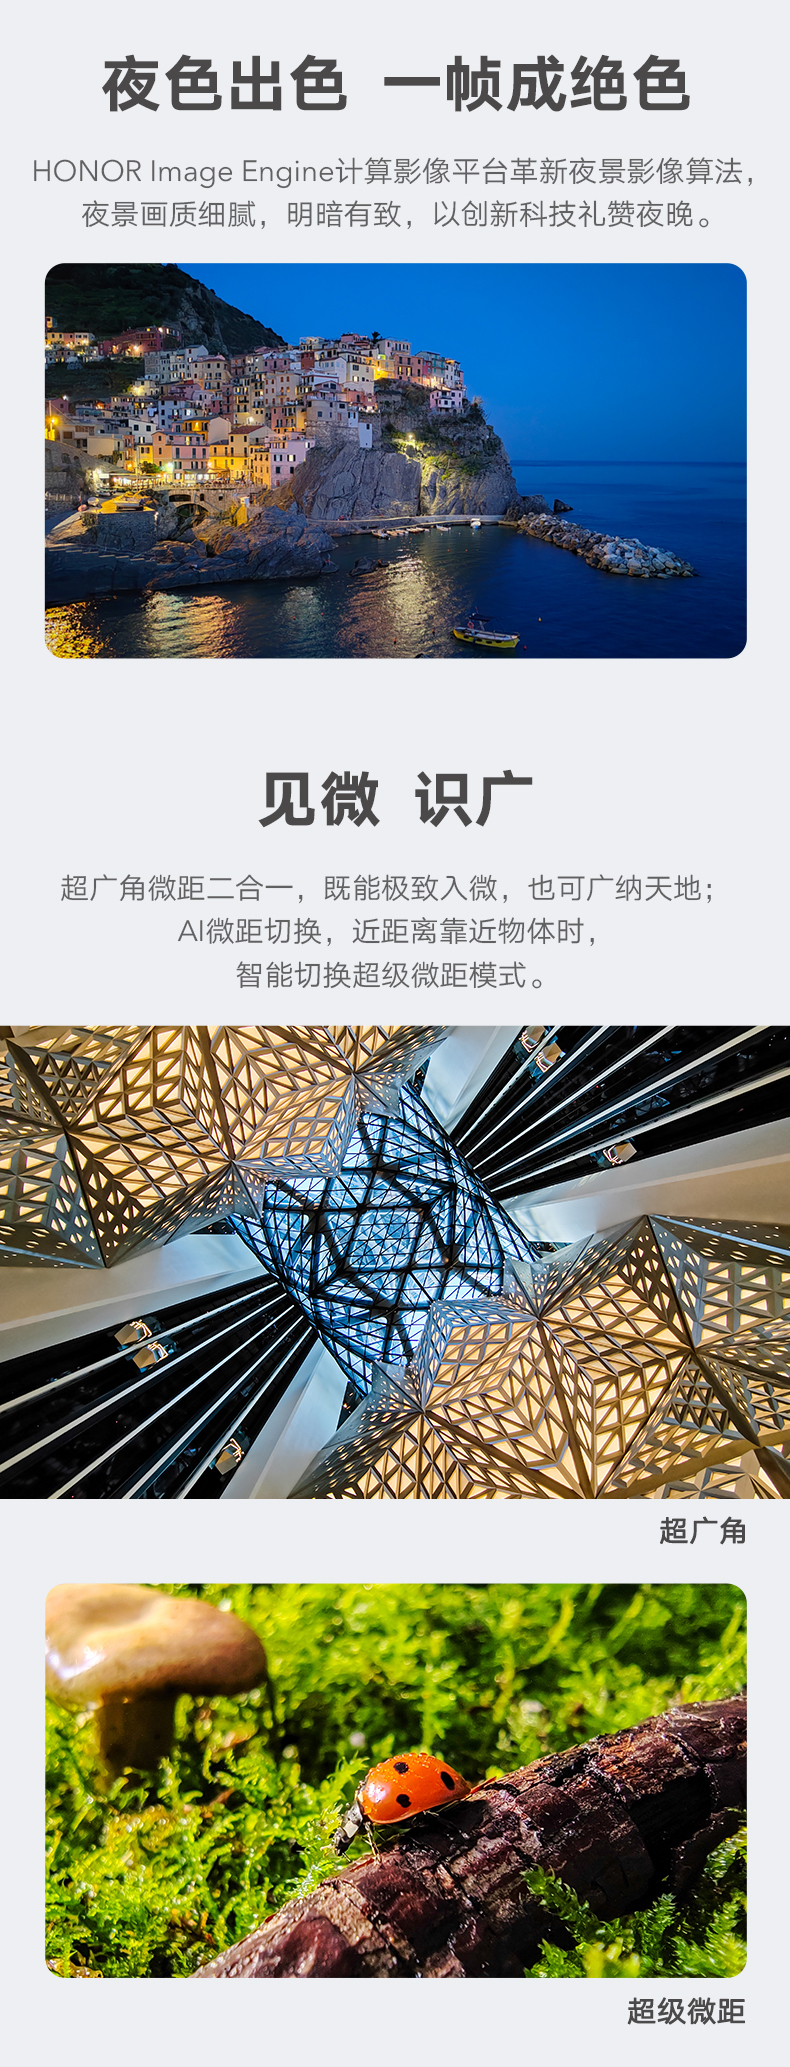 夜色出色 一帧成绝色
HONOR Image Engine计算影像平台革新夜景影像算法，
夜景画质细腻，明暗有致，以创新科技礼赞夜晚。
见微 识广
超广角微距二合一，既能极致入微，也可广纳天地；
AI微距切换，近距离靠近物体时，
智能切换超级微距模式。
超广角
超级微距